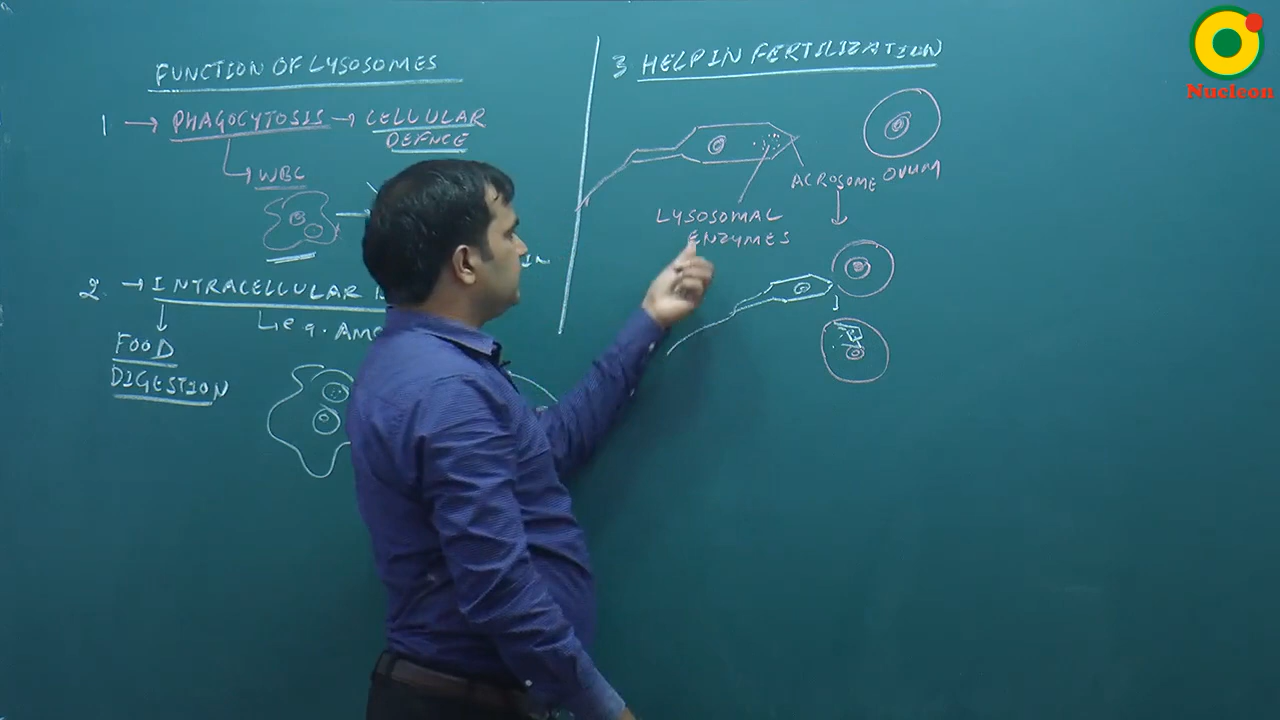 FUNCTION OF LYSOSOMES
1 → PHAGOCYTOSIS → CELLULAR
DEFNCE
WBC
2. → INTRACELLULAR
e.g. AM
FOOD
DIGESTION
3 HELP IN FERTILIZATION
ACROSOME OVUM
LYSOSOMAL
ENZYMES
Nucleon